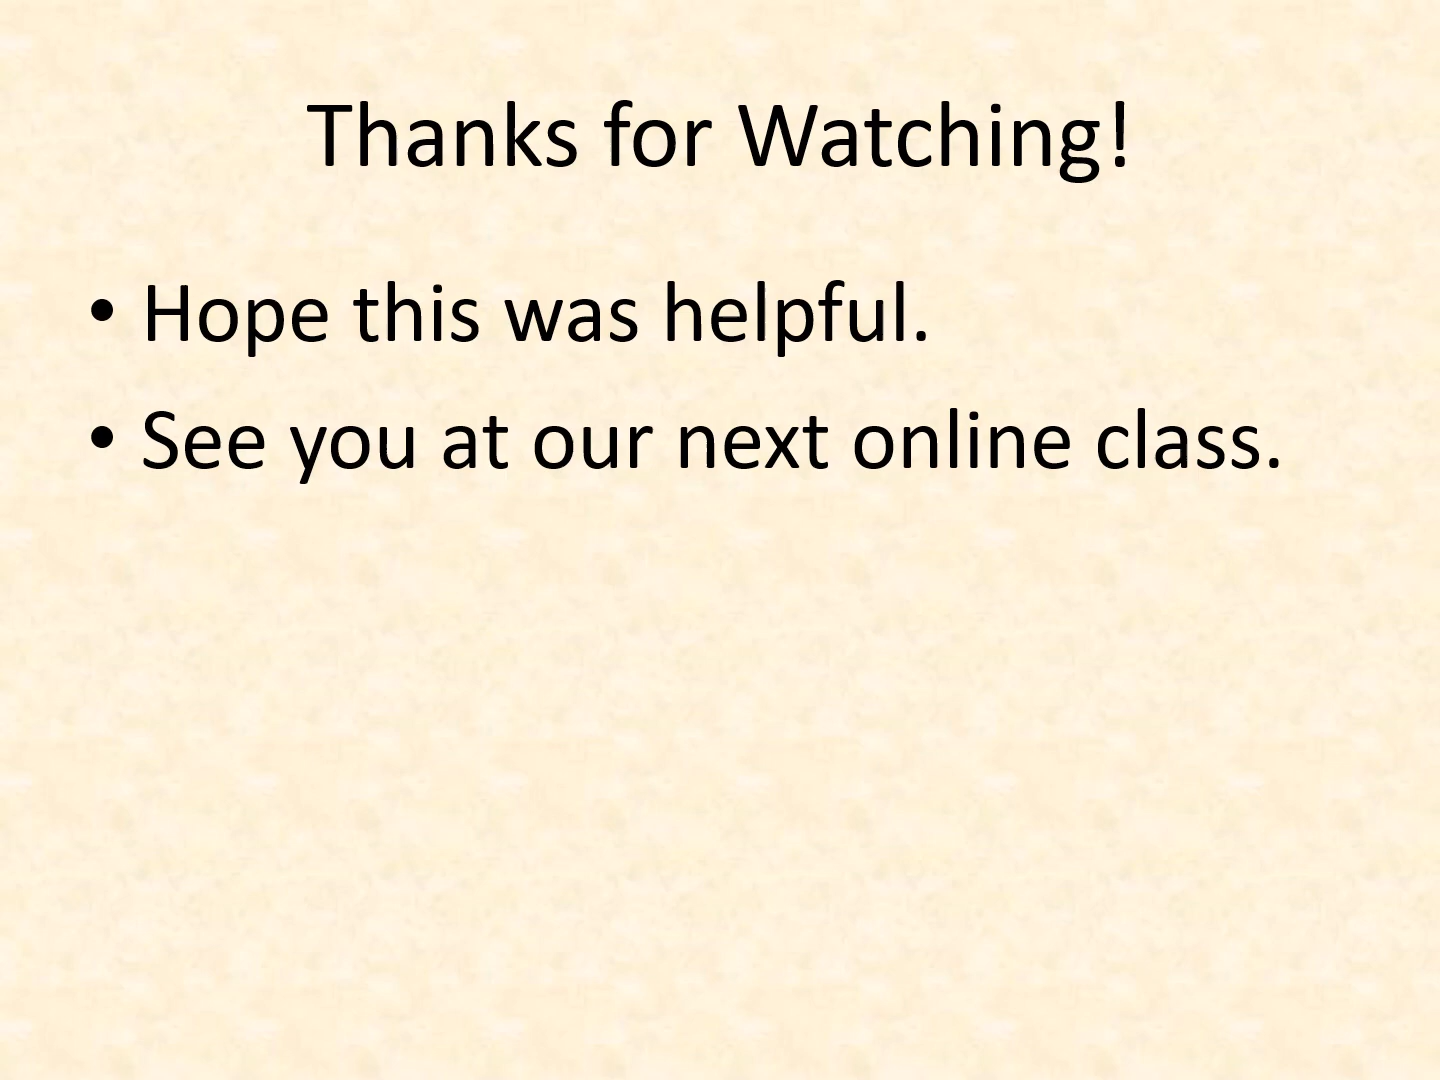 Thanks for Watching!
• Hope this was helpful.
• See you at our next online class.